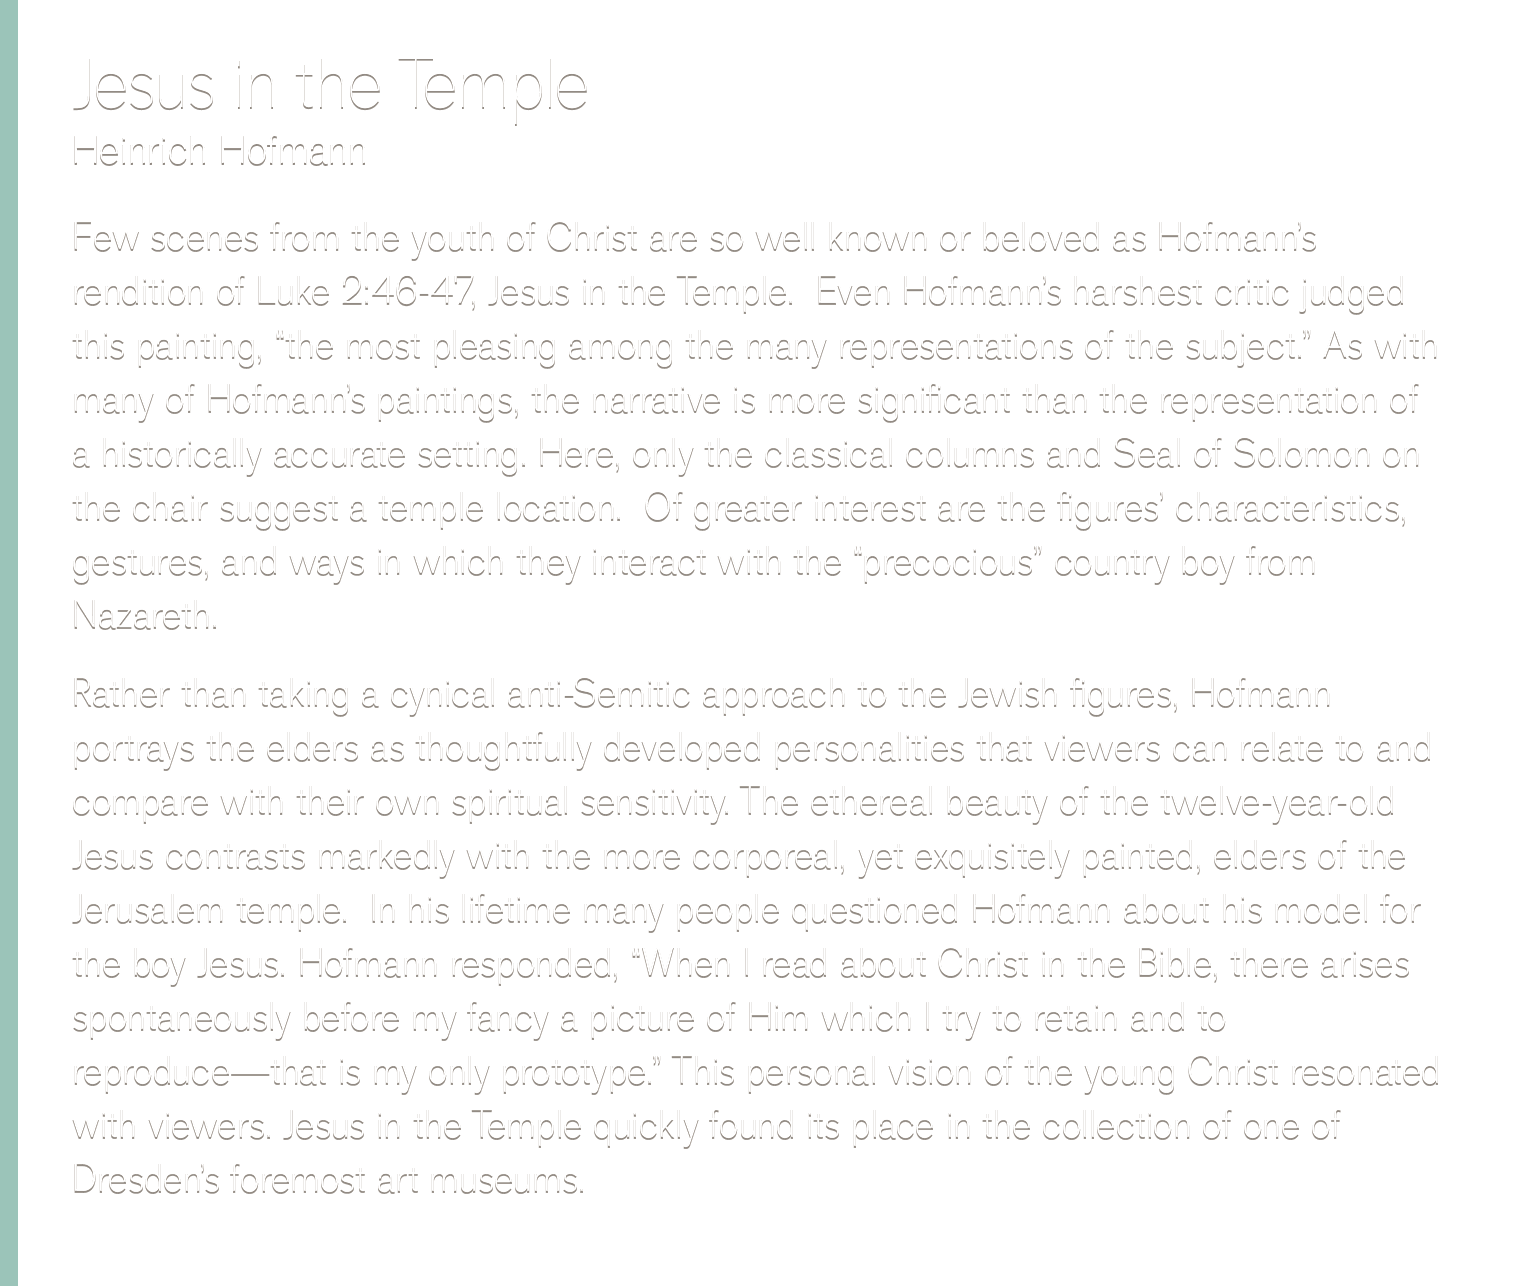 Jesus in the Temple
Heinrich Hofmann
Few scenes from the youth of Christ are so well known or beloved as Hofmann’s
rendition of Luke 2:46-47, Jesus in the Temple.  Even Hofmann’s harshest critic judged
this painting, “the most pleasing among the many representations of the subject.” As with
many of Hofmann’s paintings, the narrative is more significant than the representation of
a historically accurate setting. Here, only the classical columns and Seal of Solomon on
the chair suggest a temple location.  Of greater interest are the figures’ characteristics,
gestures, and ways in which they interact with the “precocious” country boy from
Nazareth.
Rather than taking a cynical anti-Semitic approach to the Jewish figures, Hofmann
portrays the elders as thoughtfully developed personalities that viewers can relate to and
compare with their own spiritual sensitivity. The ethereal beauty of the twelve-year-old
Jesus contrasts markedly with the more corporeal, yet exquisitely painted, elders of the
Jerusalem temple.  In his lifetime many people questioned Hofmann about his model for
the boy Jesus. Hofmann responded, “When I read about Christ in the Bible, there arises
spontaneously before my fancy a picture of Him which I try to retain and to
reproduce—that is my only prototype.” This personal vision of the young Christ resonated
with viewers. Jesus in the Temple quickly found its place in the collection of one of
Dresden’s foremost art museums.